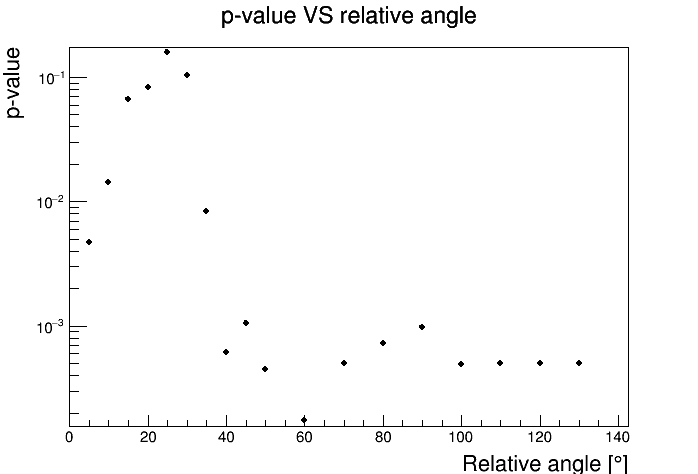 p-value VS relative angle
p-value
10⁻¹
10⁻²
10⁻³
0 20 40 60 80 100 120 140
Relative angle [°]